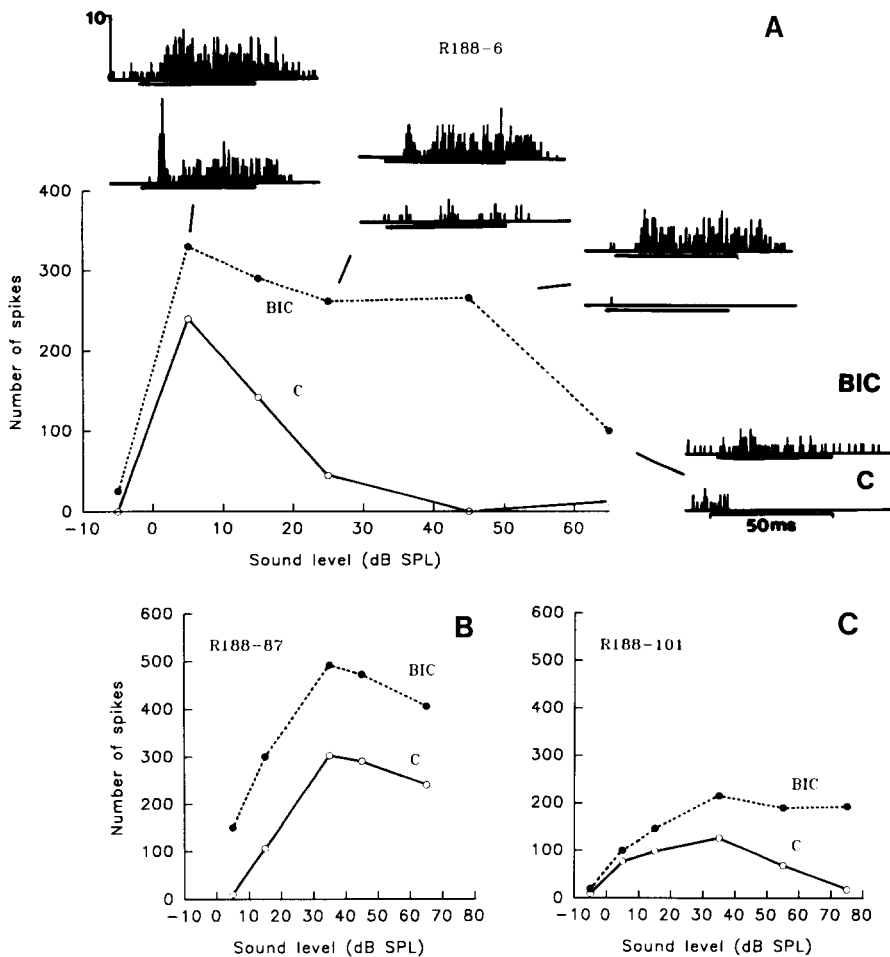 10
A
R188-6
400
300
200
100
0
Number of spikes
BIC
C
BIC
C
50ms
-10 0 10 20 30 40 50 60
Sound level (dB SPL)
B
R188-87
600
500
400
300
200
100
0
Number of spikes
BIC
C
-10 0 10 20 30 40 50 60 70 80
Sound level (dB SPL)
C
R188-101
600
500
400
300
200
100
0
BIC
C
-10 0 10 20 30 40 50 60 70 80
Sound level (dB SPL)